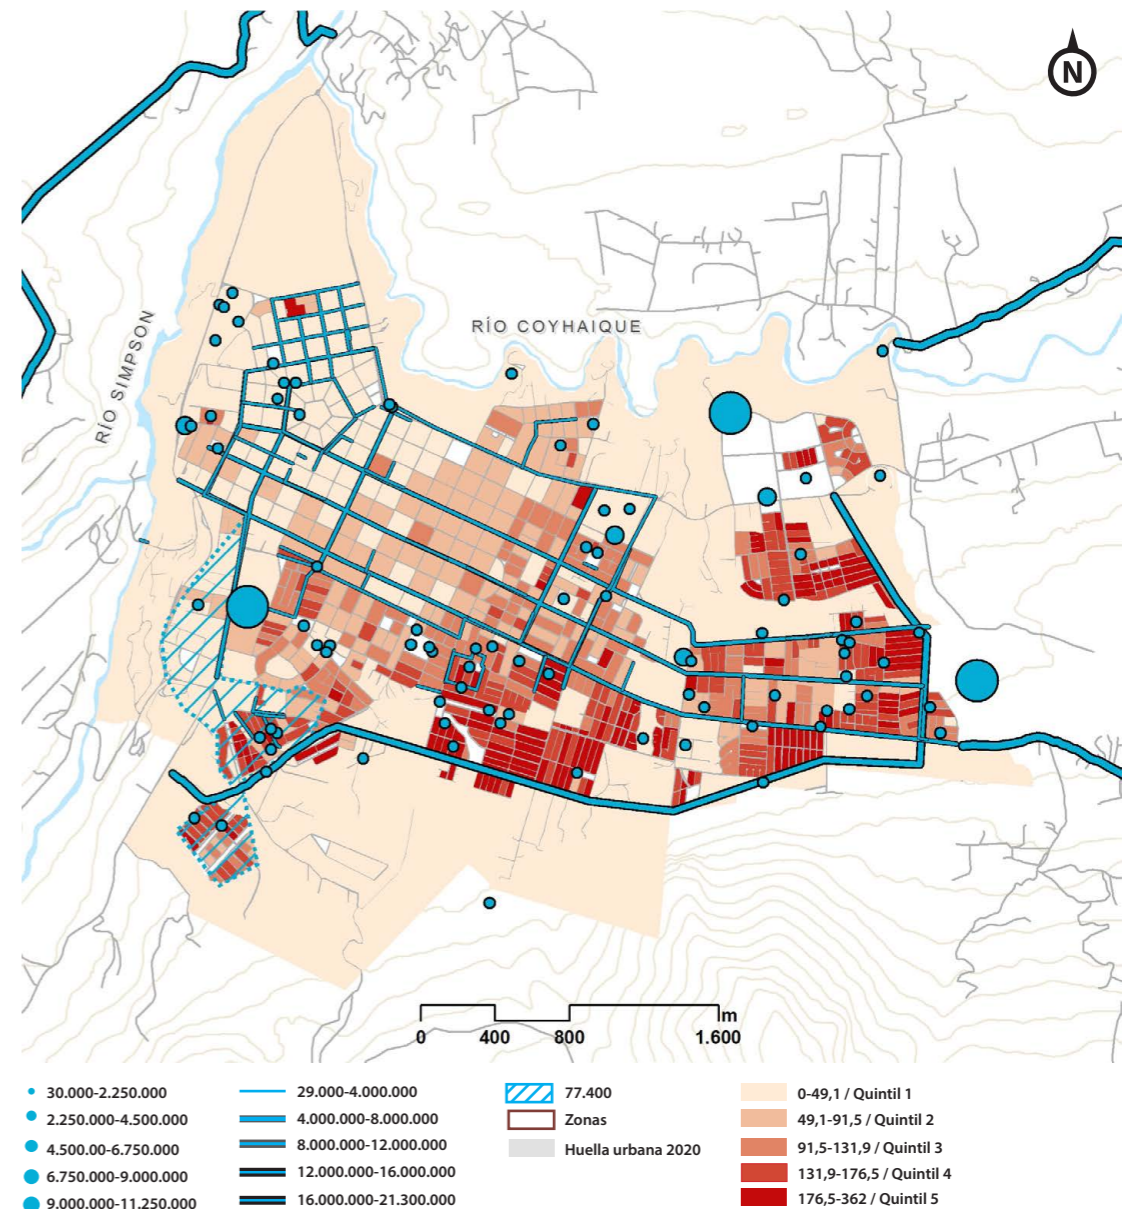 N
RÍO COYHAIQUE
RÍO SIMPSON
m
0 400 800 1.600
30.000-2.250.000
2.250.000-4.500.000
4.500.00-6.750.000
6.750.000-9.000.000
9.000.000-11.250.000
29.000-4.000.000
4.000.000-8.000.000
8.000.000-12.000.000
12.000.000-16.000.000
16.000.000-21.300.000
77.400
Zonas
Huella urbana 2020
0-49,1 / Quintil 1
49,1-91,5 / Quintil 2
91,5-131,9 / Quintil 3
131,9-176,5 / Quintil 4
176,5-362 / Quintil 5